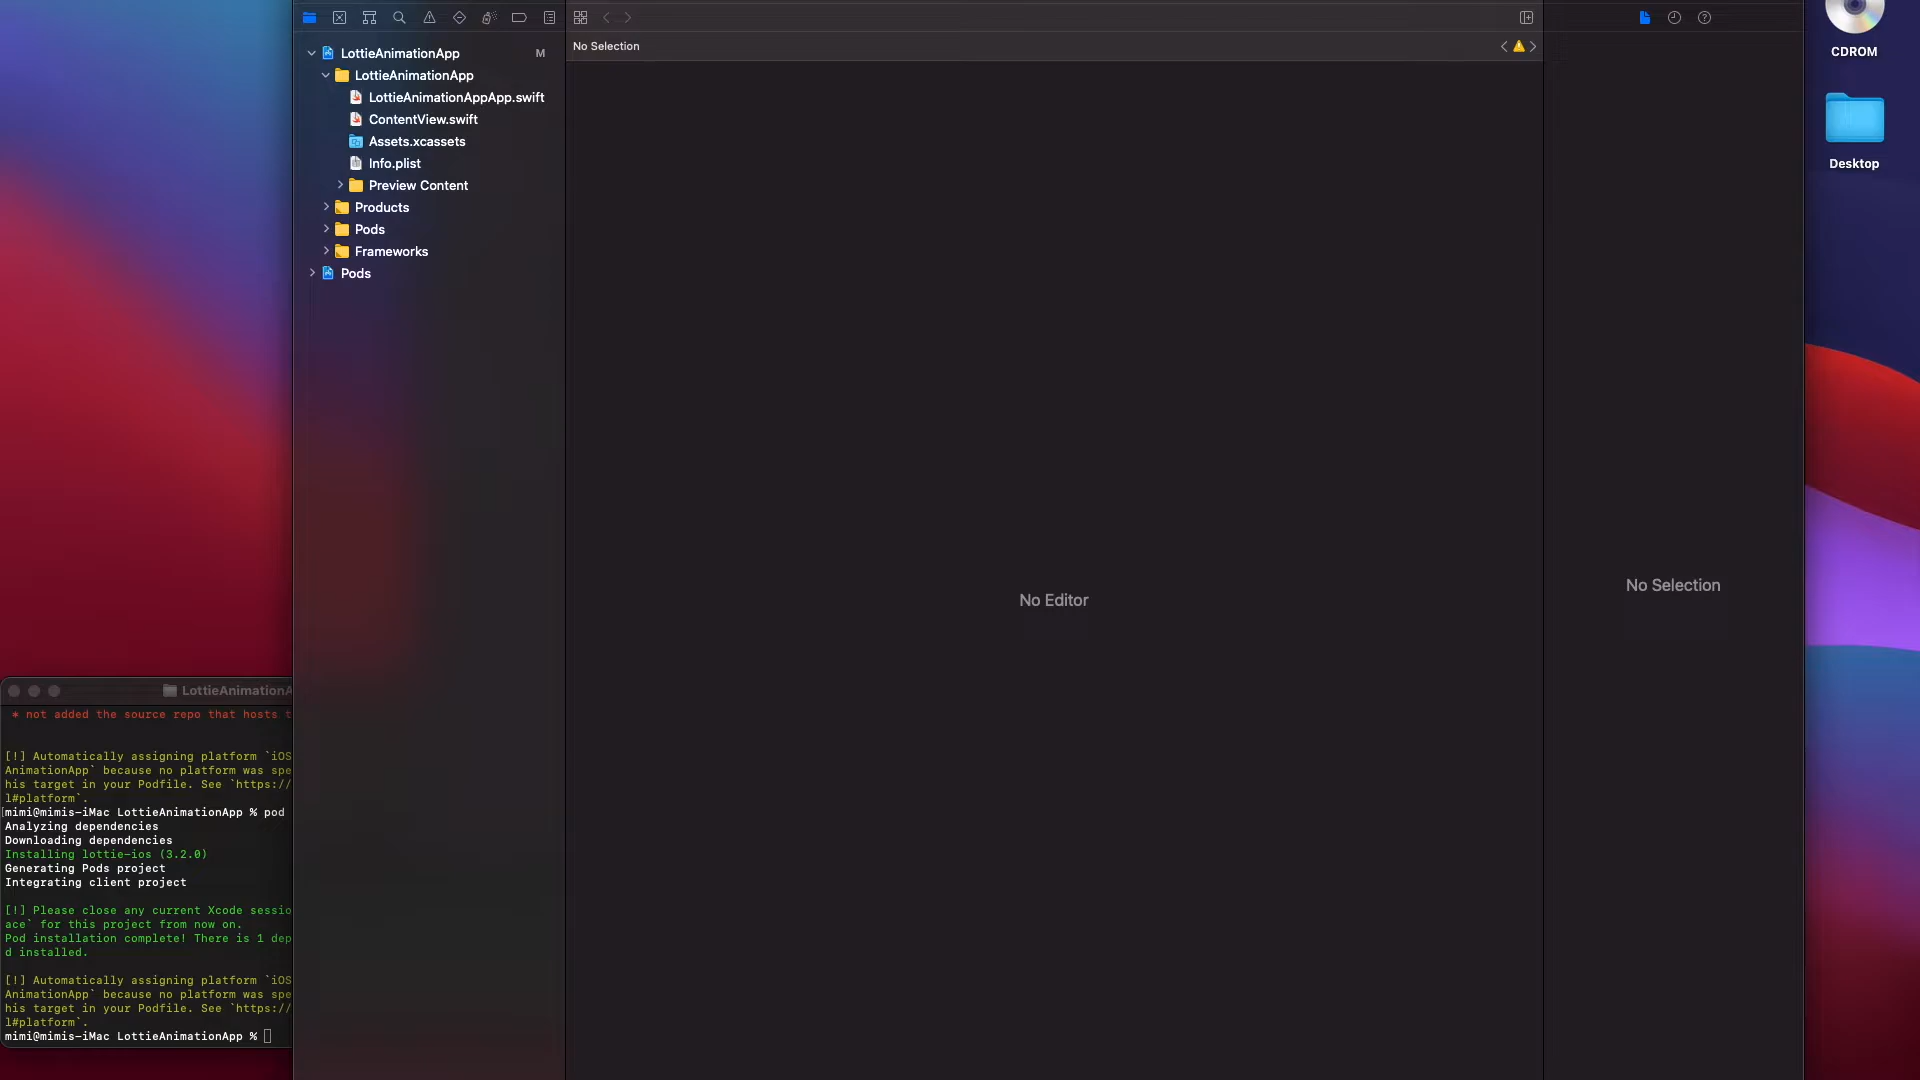 No Selection
LottieAnimationApp M
LottieAnimationApp
LottieAnimationAppApp.swift
ContentView.swift
Assets.xcassets
Info.plist
Preview Content
Products
Pods
Frameworks
Pods
No Editor
No Selection
CDROM
Desktop
LottieAnimationA
* not added the source repo that hosts t
[!] Automatically assigning platform `iOS
AnimationApp` because no platform was spe
his target in your Podfile. See `https://
l#platform`.
[mimi@mimis-iMac LottieAnimationApp % pod
Analyzing dependencies
Downloading dependencies
Installing lottie-ios (3.2.0)
Generating Pods project
Integrating client project
[!] Please close any current Xcode sessio
ace` for this project from now on.
Pod installation complete! There is 1 dep
d installed.
[!] Automatically assigning platform `iOS
AnimationApp` because no platform was spe
his target in your Podfile. See `https://
l#platform`.
mimi@mimis-iMac LottieAnimationApp %